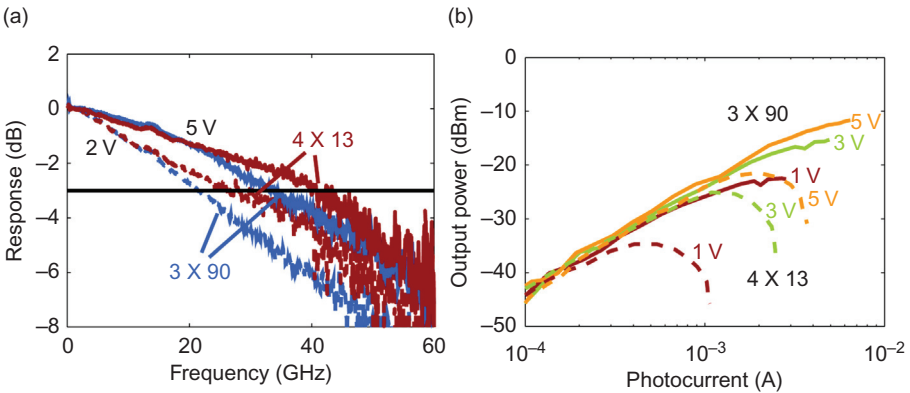 (a)
2
0
–2
–4
–6
–8
Response (dB)
5 V
2 V
4 X 13
3 X 90
0
20
40
60
Frequency (GHz)
(b)
0
–10
–20
–30
–40
–50
Output power (dBm)
3 X 90
5 V
3 V
1 V
5 V
3 V
1 V
4 X 13
10⁻⁴
10⁻³
10⁻²
Photocurrent (A)